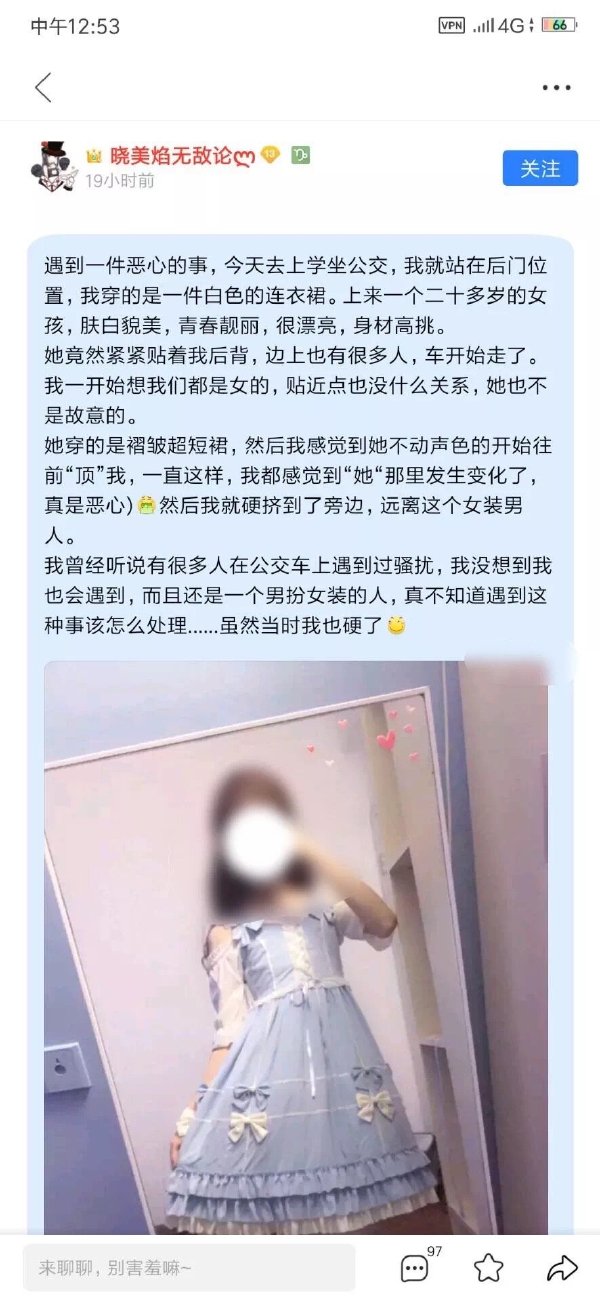 中午12:53
VPN 4G 66
晓美焰无敌论ღ 13
19小时前
关注
遇到一件恶心的事，今天去上学坐公交，我就站在后门位
置，我穿的是一件白色的连衣裙。上来一个二十多岁的女
孩，肤白貌美，青春靓丽，很漂亮，身材高挑。
她竟然紧紧贴着我后背，边上也有很多人，车开始走了。
我一开始想我们都是女的，贴近点也没什么关系，她也不
是故意的。
她穿的是褶皱超短裙，然后我感觉到她不动声色的开始往
前“顶”我，一直这样，我都感觉到“她“那里发生变化了，
真是恶心)😷然后我就硬挤到了旁边，远离这个女装男
人。
我曾经听说有很多人在公交车上遇到过骚扰，我没想到我
也会遇到，而且还是一个男扮女装的人，真不知道遇到这
种事该怎么处理......虽然当时我也硬了
来聊聊，别害羞嘛~
97